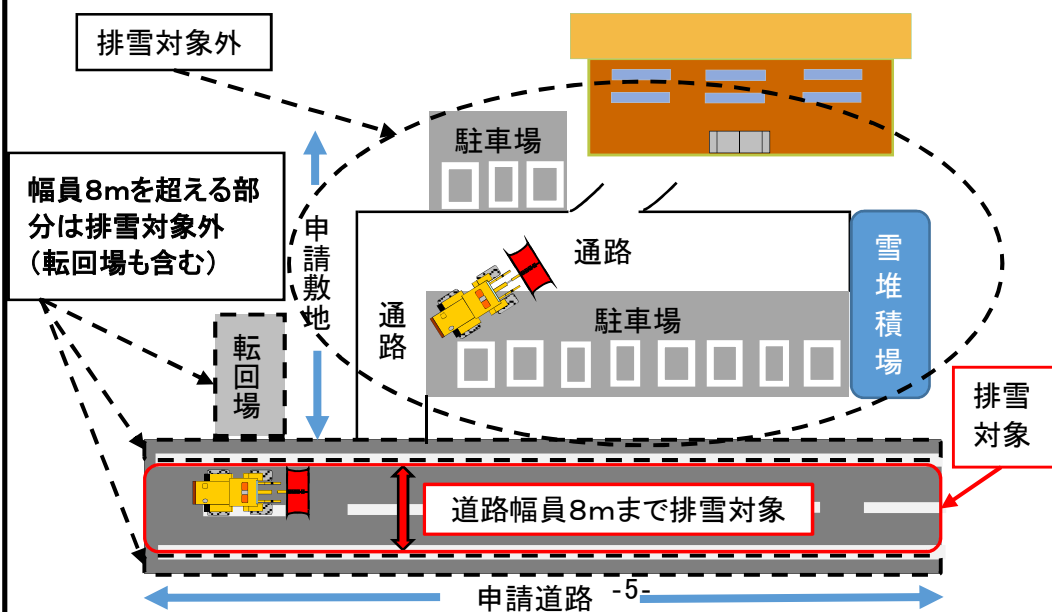 排雪対象外
駐車場
幅員8mを超える部
分は排雪対象外
(転回場も含む)
申請敷地
通路
雪堆積場
通路
駐車場
転回場
排雪
対象
道路幅員8mまで排雪対象
申請道路
-5-